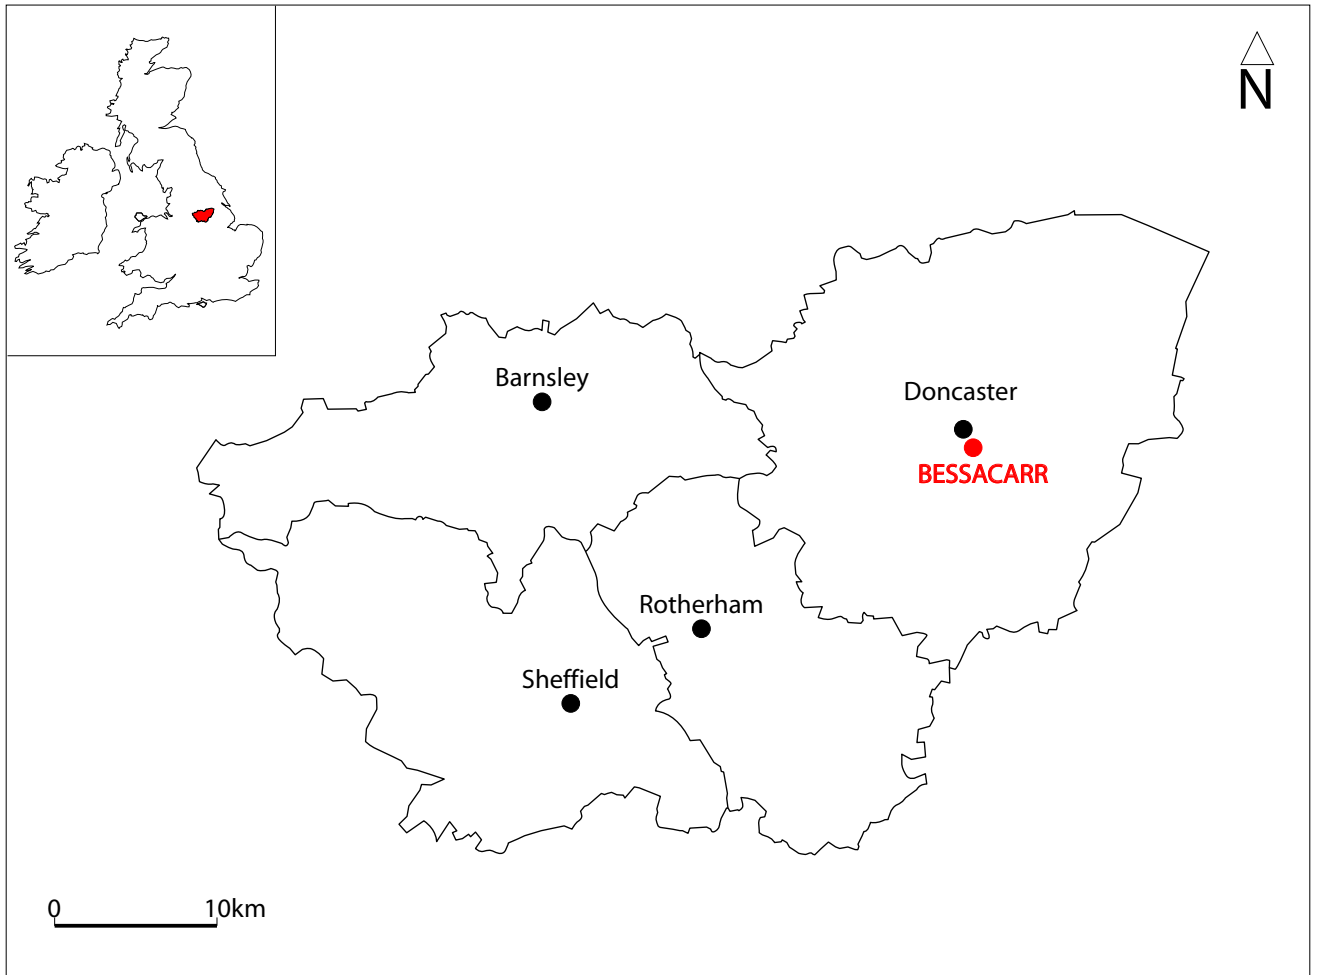 N
Barnsley
Doncaster
BESSACARR
Rotherham
Sheffield
0 10km